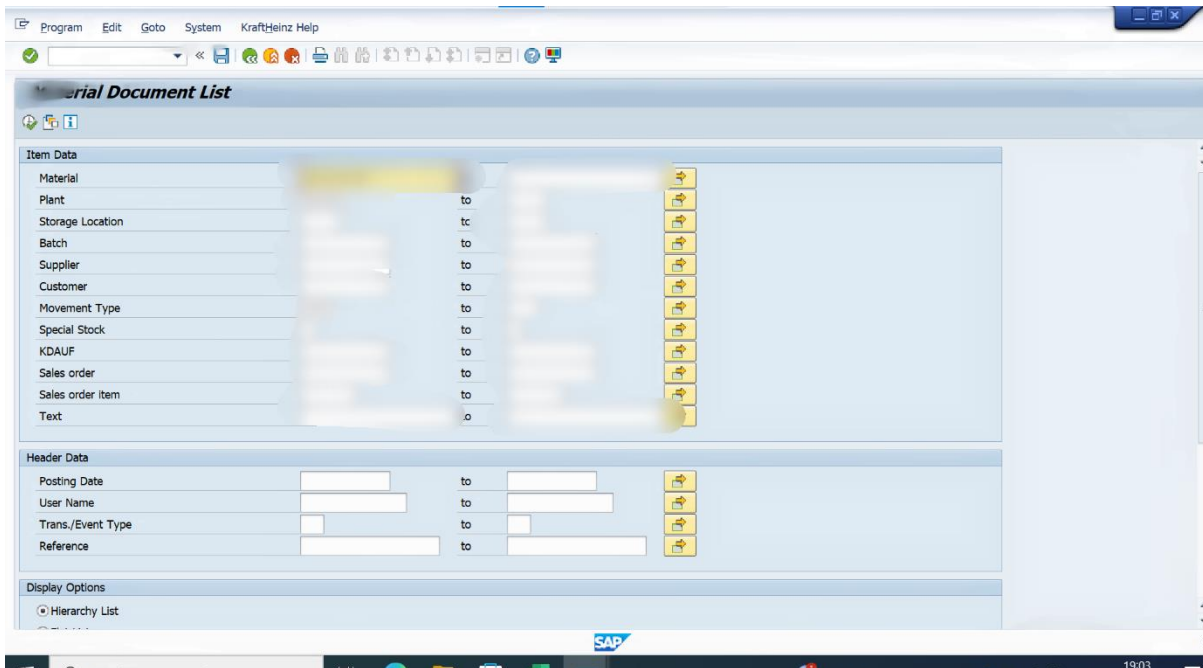 Program Edit Goto System KraftHeinz Help
erial Document List
Item Data
Material
Plant to
Storage Location
Batch to
Supplier to
Customer to
Movement Type to
Special Stock to
KDAUF to
Sales order to
Sales order item to
Text
Header Data
Posting Date to
User Name to
Trans./Event Type to
Reference to
Display Options
Hierarchy List
SAP
19:03